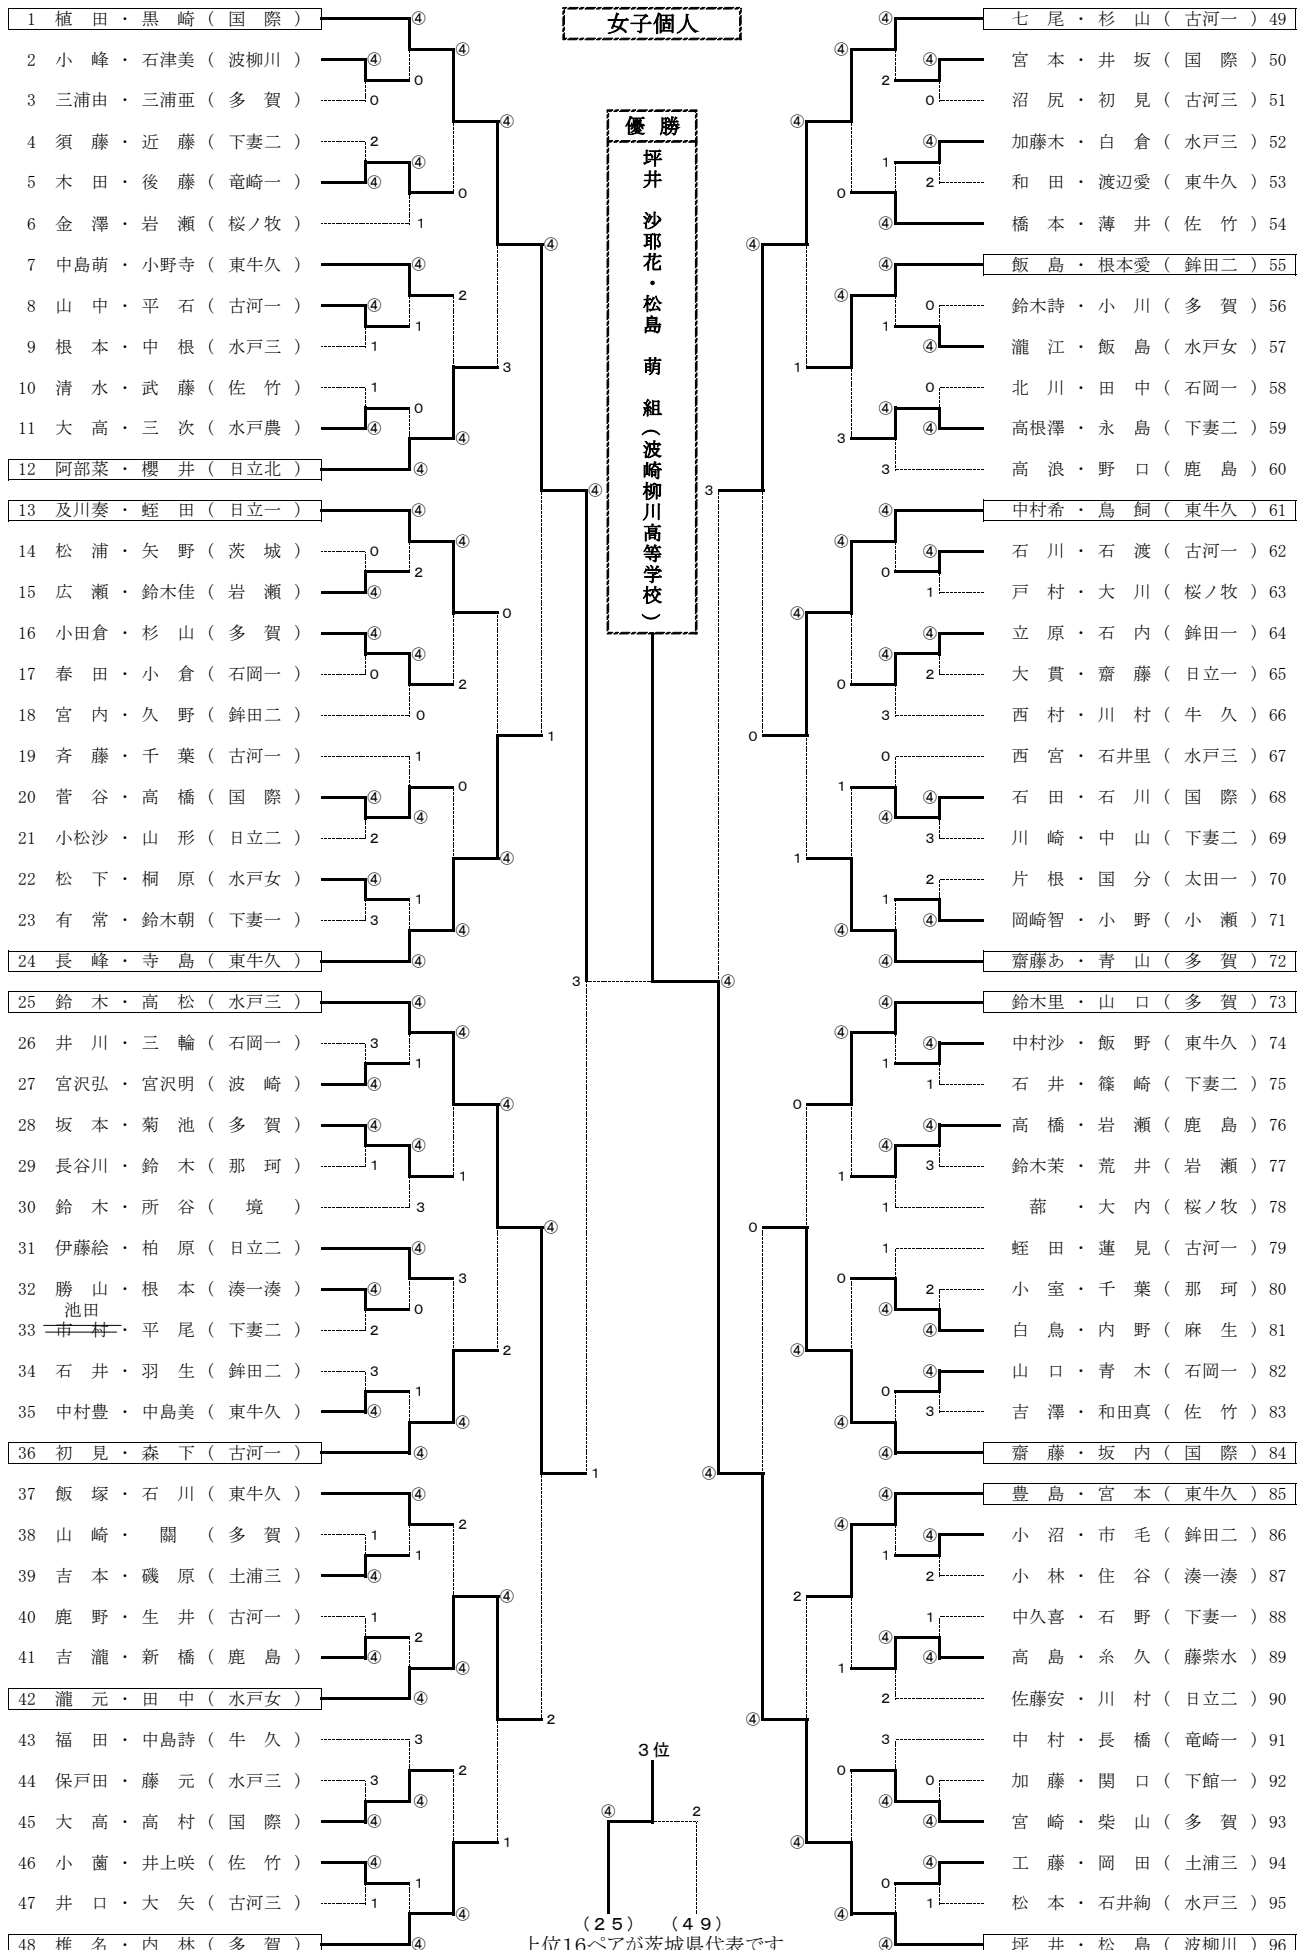 女子個人
優 勝
坪井 沙耶花・松島 萌 組（波崎柳川高等学校）
1 植 田 ・ 黒 崎 ( 国 際 )
2 小 峰 ・ 石津美 ( 波柳川 )
3 三浦由 ・ 三浦亜 ( 多 賀 )
4 須 藤 ・ 近 藤 ( 下妻二 )
5 木 田 ・ 後 藤 ( 竜崎一 )
6 金 澤 ・ 岩 瀬 ( 桜ノ牧 )
7 中島萌 ・ 小野寺 ( 東牛久 )
8 山 中 ・ 平 石 ( 古河一 )
9 根 本 ・ 中 根 ( 水戸三 )
10 清 水 ・ 武 藤 ( 佐 竹 )
11 大 高 ・ 三 次 ( 水戸農 )
12 阿部菜 ・ 櫻 井 ( 日立北 )
13 及川奏 ・ 蛭 田 ( 日立一 )
14 松 浦 ・ 矢 野 ( 茨 城 )
15 広 瀬 ・ 鈴木佳 ( 岩 瀬 )
16 小田倉 ・ 杉 山 ( 多 賀 )
17 春 田 ・ 小 倉 ( 石岡一 )
18 宮 内 ・ 久 野 ( 鉾田二 )
19 斉 藤 ・ 千 葉 ( 古河一 )
20 菅 谷 ・ 高 橋 ( 国 際 )
21 小松沙 ・ 山 形 ( 日立二 )
22 松 下 ・ 桐 原 ( 水戸女 )
23 有 常 ・ 鈴木朝 ( 下妻一 )
24 長 峰 ・ 寺 島 ( 東牛久 )
25 鈴 木 ・ 高 松 ( 水戸三 )
26 井 川 ・ 三 輪 ( 石岡一 )
27 宮沢弘 ・ 宮沢明 ( 波 崎 )
28 坂 本 ・ 菊 池 ( 多 賀 )
29 長谷川 ・ 鈴 木 ( 那 珂 )
30 鈴 木 ・ 所 谷 ( 境 )
31 伊藤絵 ・ 柏 原 ( 日立二 )
32 勝 山 ・ 根 本 ( 湊一湊 )
池田
33 市 村 ・ 平 尾 ( 下妻二 )
34 石 井 ・ 羽 生 ( 鉾田二 )
35 中村豊 ・ 中島美 ( 東牛久 )
36 初 見 ・ 森 下 ( 古河一 )
37 飯 塚 ・ 石 川 ( 東牛久 )
38 山 崎 ・ 關 ( 多 賀 )
39 吉 本 ・ 磯 原 ( 土浦三 )
40 鹿 野 ・ 生 井 ( 古河一 )
41 吉 瀧 ・ 新 橋 ( 鹿 島 )
42 瀧 元 ・ 田 中 ( 水戸女 )
43 福 田 ・ 中島詩 ( 牛 久 )
44 保戸田 ・ 藤 元 ( 水戸三 )
45 大 高 ・ 高 村 ( 国 際 )
46 小 薗 ・ 井上咲 ( 佐 竹 )
47 井 口 ・ 大 矢 ( 古河三 )
48 椎 名 ・ 内 林 ( 多 賀 )
七 尾 ・ 杉 山 ( 古河一 ) 49
宮 本 ・ 井 坂 ( 国 際 ) 50
沼 尻 ・ 初 見 ( 古河三 ) 51
加藤木 ・ 白 倉 ( 水戸三 ) 52
和 田 ・ 渡辺愛 ( 東牛久 ) 53
橋 本 ・ 薄 井 ( 佐 竹 ) 54
飯 島 ・ 根本愛 ( 鉾田二 ) 55
鈴木詩 ・ 小 川 ( 多 賀 ) 56
瀧 江 ・ 飯 島 ( 水戸女 ) 57
北 川 ・ 田 中 ( 石岡一 ) 58
高根澤 ・ 永 島 ( 下妻二 ) 59
高 浪 ・ 野 口 ( 鹿 島 ) 60
中村希 ・ 鳥 飼 ( 東牛久 ) 61
石 川 ・ 石 渡 ( 古河一 ) 62
戸 村 ・ 大 川 ( 桜ノ牧 ) 63
立 原 ・ 石 内 ( 鉾田一 ) 64
大 貫 ・ 齋 藤 ( 日立一 ) 65
西 村 ・ 川 村 ( 牛 久 ) 66
西 宮 ・ 石井里 ( 水戸三 ) 67
石 田 ・ 石 川 ( 国 際 ) 68
川 崎 ・ 中 山 ( 下妻二 ) 69
片 根 ・ 国 分 ( 太田一 ) 70
岡崎智 ・ 小 野 ( 小 瀬 ) 71
齋藤あ ・ 青 山 ( 多 賀 ) 72
鈴木里 ・ 山 口 ( 多 賀 ) 73
中村沙 ・ 飯 野 ( 東牛久 ) 74
石 井 ・ 篠 崎 ( 下妻二 ) 75
高 橋 ・ 岩 瀬 ( 鹿 島 ) 76
鈴木茉 ・ 荒 井 ( 岩 瀬 ) 77
蔀 ・ 大 内 ( 桜ノ牧 ) 78
蛭 田 ・ 蓮 見 ( 古河一 ) 79
小 室 ・ 千 葉 ( 那 珂 ) 80
白 鳥 ・ 内 野 ( 麻 生 ) 81
山 口 ・ 青 木 ( 石岡一 ) 82
吉 澤 ・ 和田真 ( 佐 竹 ) 83
齋 藤 ・ 坂 内 ( 国 際 ) 84
豊 島 ・ 宮 本 ( 東牛久 ) 85
小 沼 ・ 市 毛 ( 鉾田二 ) 86
小 林 ・ 住 谷 ( 湊一湊 ) 87
中久喜 ・ 石 野 ( 下妻一 ) 88
高 島 ・ 糸 久 ( 藤紫水 ) 89
佐藤安 ・ 川 村 ( 日立二 ) 90
中 村 ・ 長 橋 ( 竜崎一 ) 91
加 藤 ・ 関 口 ( 下館一 ) 92
宮 崎 ・ 柴 山 ( 多 賀 ) 93
工 藤 ・ 岡 田 ( 土浦三 ) 94
松 本 ・ 石井絢 ( 水戸三 ) 95
坪 井 ・ 松 島 ( 波柳川 ) 96
3位
④ 2
(25) (49)
上位16ペアが茨城県代表です